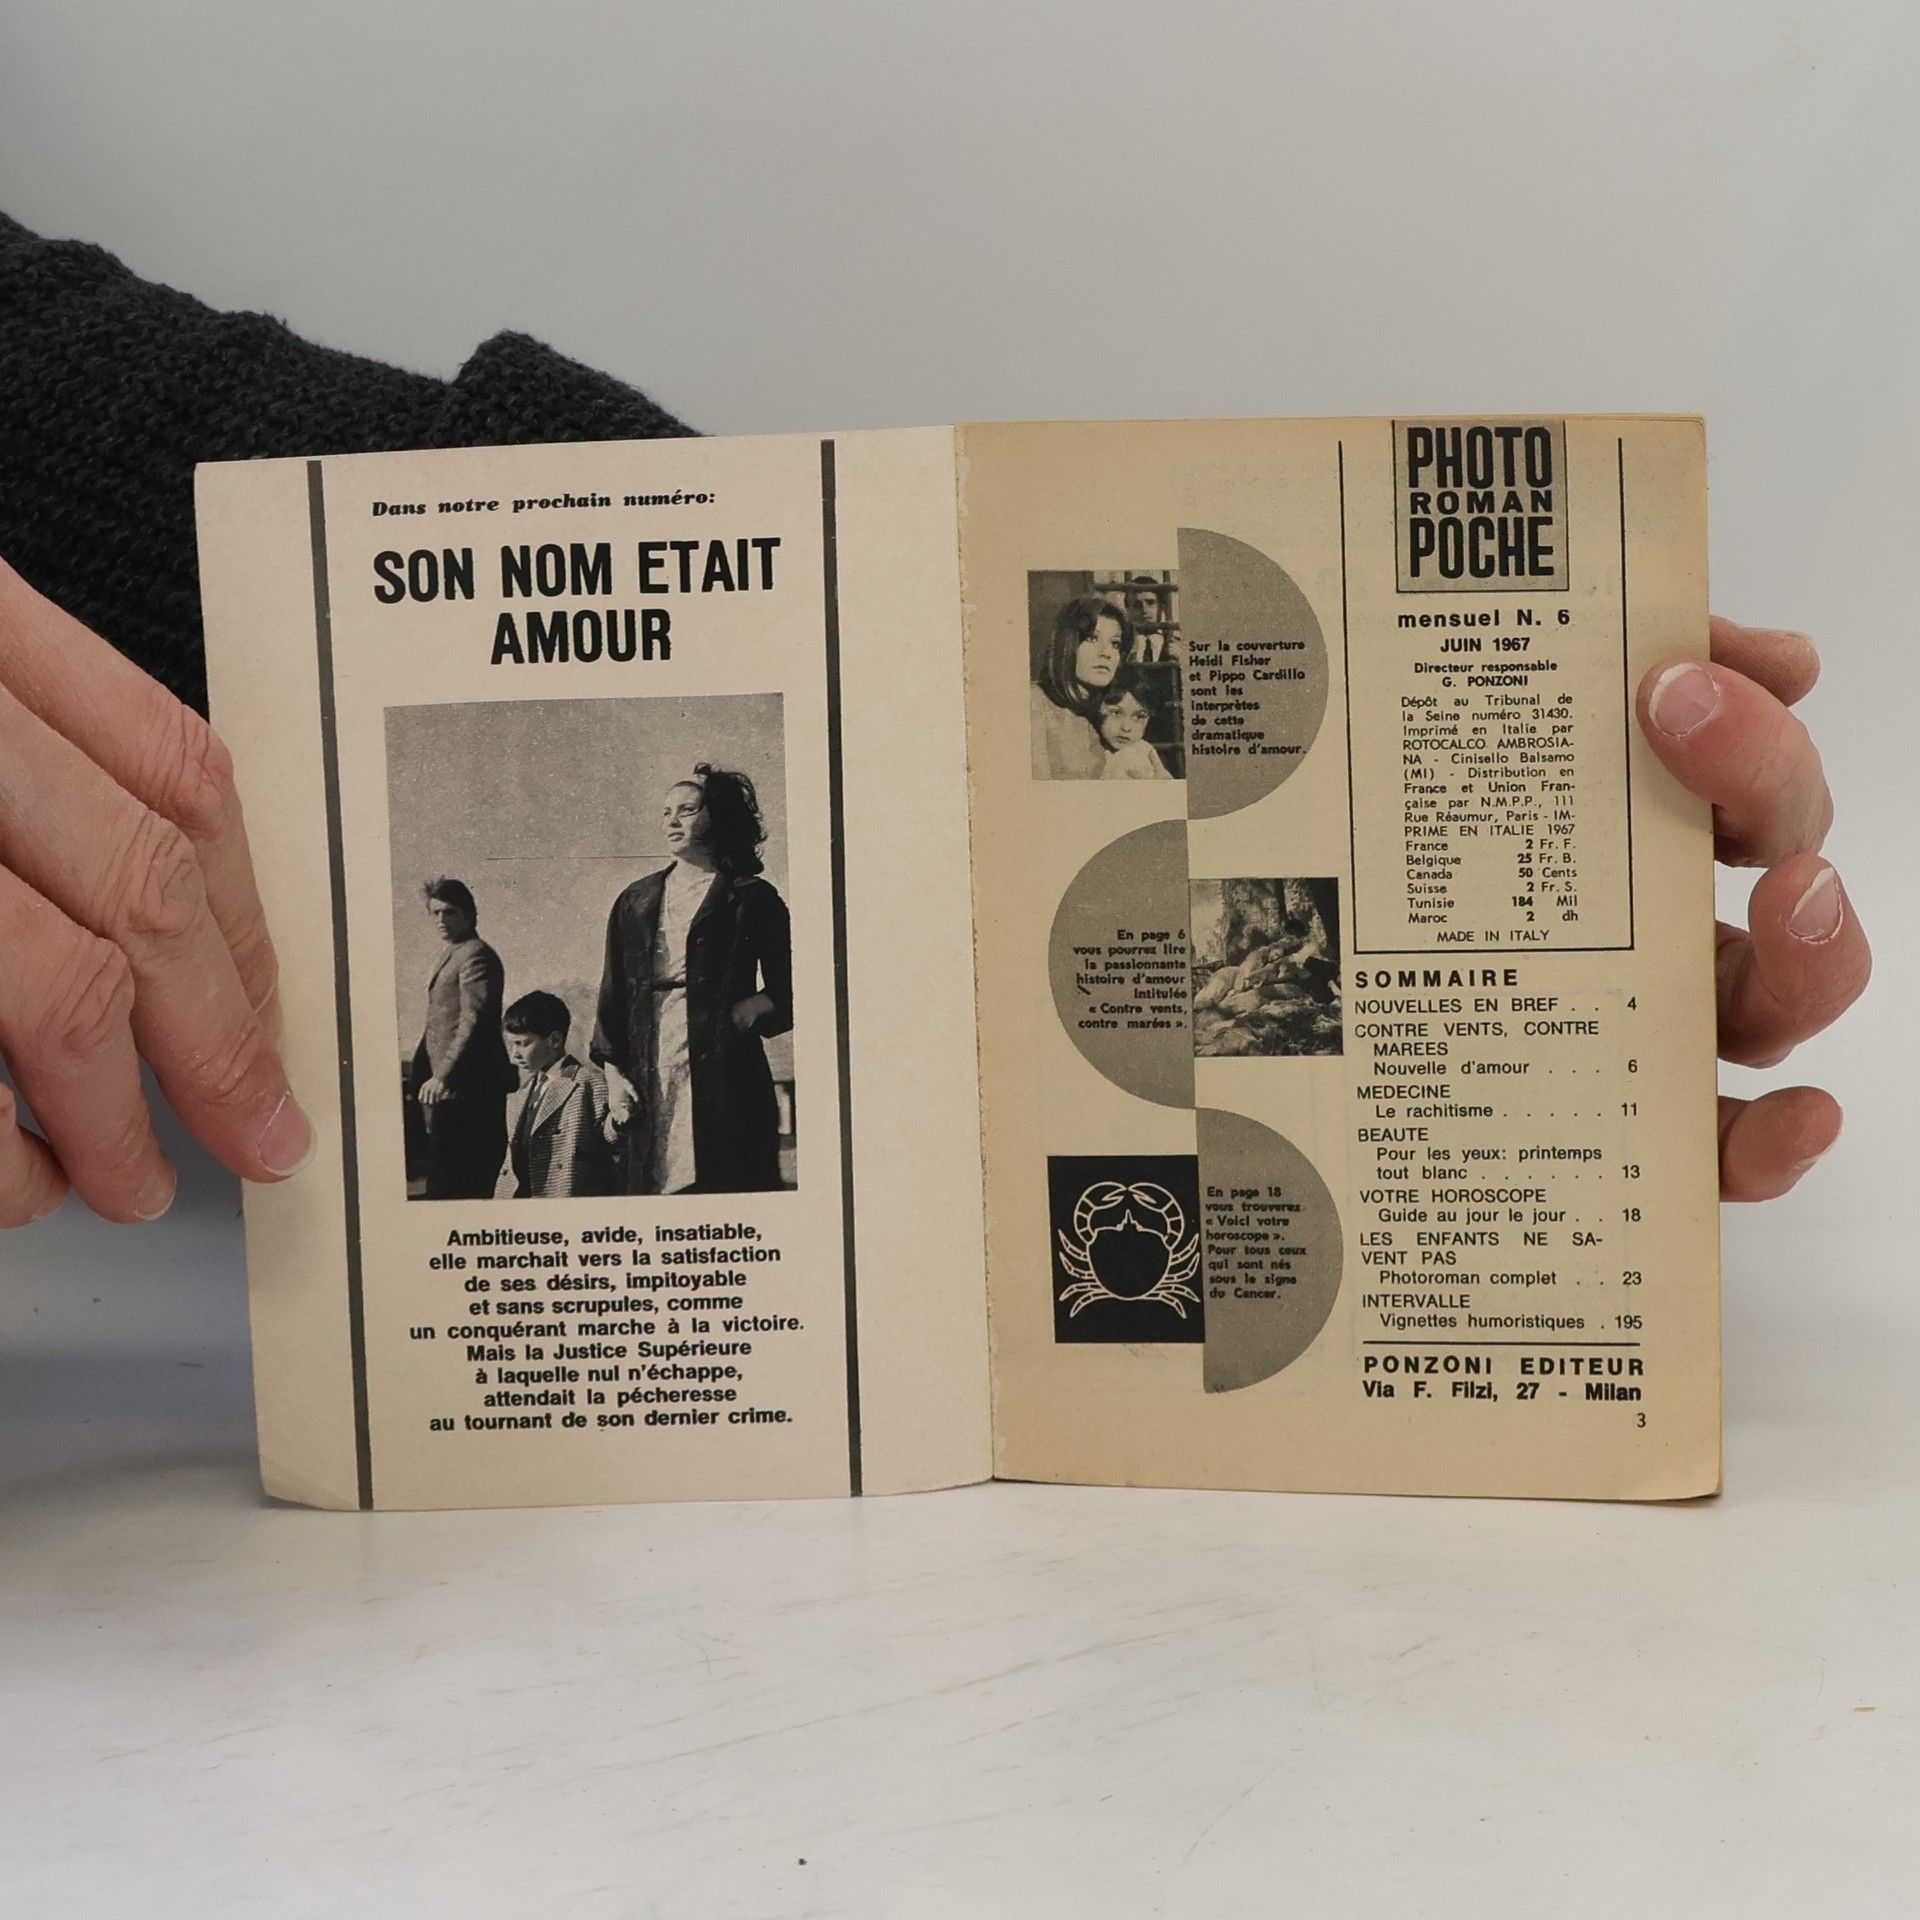 Dans notre prochain numéro:
SON NOM ETAIT
AMOUR
Ambitieuse, avide, insatiable,
elle marchait vers la satisfaction
de ses désirs, impitoyable
et sans scrupules, comme
un conquérant marche à la victoire.
Mais la Justice Supérieure
à laquelle nul n'échappe,
attendait la pécheresse
au tournant de son dernier crime.
Sur la couverture
Heidi Fisher
et Pippo Cardillo
sont les
interprètes
de cette
dramatique
histoire d'amour.
En page 6
vous pourrez lire
la passionnante
histoire d'amour
intitulée
« Contre vents,
contre marées ».
En page 18
vous trouverez
« Voici votre
horoscope ».
Pour tous ceux
qui sont nés
sous le signe
du Cancer.
PHOTO
ROMAN
POCHE
mensuel N. 6
JUIN 1967
Directeur responsable
G. PONZONI
Dépôt au Tribunal de
la Seine numéro 31430.
Imprimé en Italie par
ROTOCALCO AMBROSIA-
NA - Cinisello Balsamo
(MI) - Distribution en
France et Union Fran-
çaise par N.M.P.P., 111
Rue Réaumur, Paris - IM-
PRIME EN ITALIE 1967
France 2 Fr. F.
Belgique 25 Fr. B.
Canada 50 Cents
Suisse 2 Fr. S.
Tunisie 184 Mil
Maroc 2 dh
MADE IN ITALY
SOMMAIRE
NOUVELLES EN BREF . . 4
CONTRE VENTS, CONTRE
MAREES
Nouvelle d'amour . . . 6
MEDECINE
Le rachitisme . . . . . 11
BEAUTE
Pour les yeux: printemps
tout blanc . . . . . . 13
VOTRE HOROSCOPE
Guide au jour le jour . . 18
LES ENFANTS NE SA-
VENT PAS
Photoroman complet . . 23
INTERVALLE
Vignettes humoristiques . 195
PONZONI EDITEUR
Via F. Filzi, 27 - Milan
3